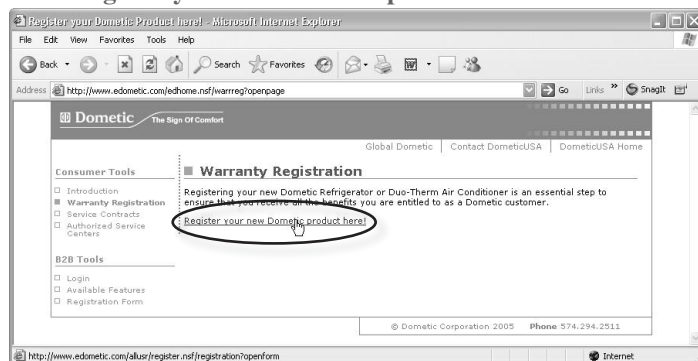 Register your Dometic Product here! - Microsoft Internet Explorer
File Edit View Favorites Tools Help
Back Search Favorites
Address http://www.edometic.com/edhome.nsf/warrreg?openpage Go Links » SnagIt
Dometic The Sign Of Comfort
Global Dometic Contact DometicUSA DometicUSA Home
Consumer Tools
Introduction
Warranty Registration
Service Contracts
Authorized Service
Centers
B2B Tools
Login
Available Features
Registration Form
Warranty Registration
Registering your new Dometic Refrigerator or Duo-Therm Air Conditioner is an essential step to
ensure that you receive all the benefits you are entitled to as a Dometic customer.
Register your new Dometic product here!
© Dometic Corporation 2005 Phone 574.294.2511
http://www.edometic.com/allusr/register.nsf/registration?openform Internet